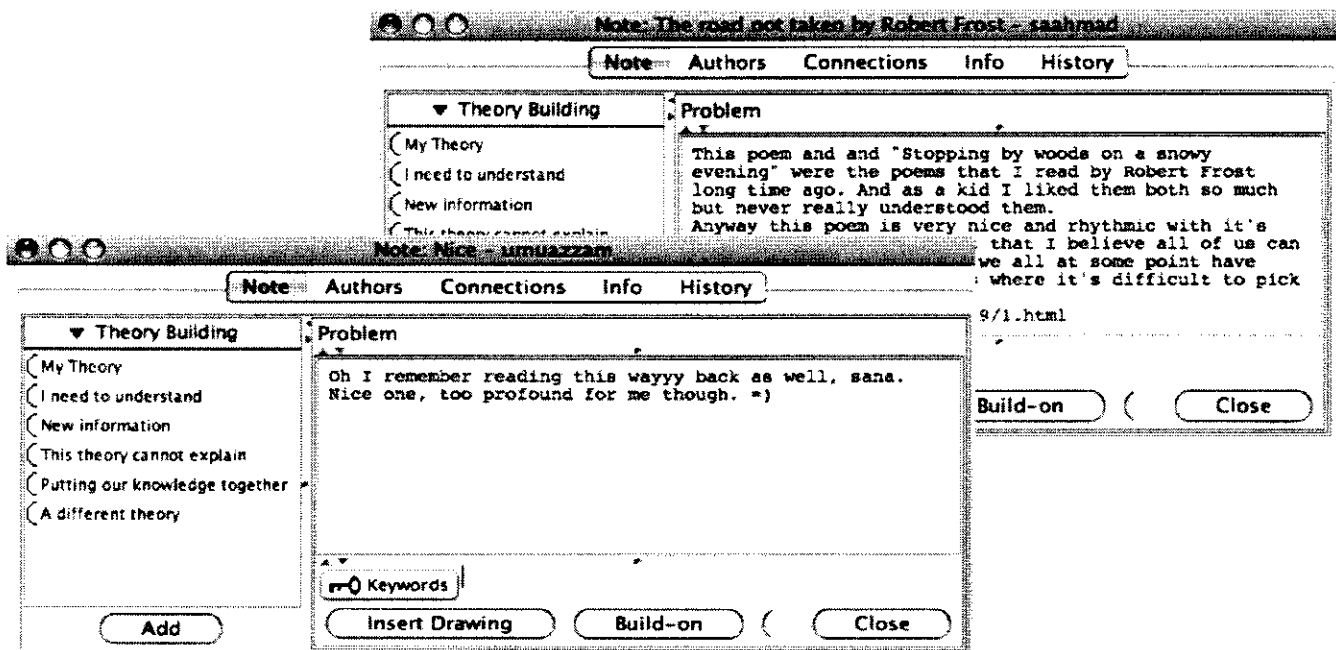 Note: The road not taken by Robert Frost - saahmad
Note Authors Connections Info History
▼ Theory Building
My Theory
I need to understand
New information
This theory cannot explain
Problem
This poem and and "Stopping by woods on a snowy
evening" were the poems that I read by Robert Frost
long time ago. And as a kid I liked them both so much
but never really understood them.
Anyway this poem is very nice and rhythmic with it's
that I believe all of us can
we all at some point have
where it's difficult to pick
9/1.html
Build-on Close
Note: Nice - umuazzam
Note Authors Connections Info History
▼ Theory Building
My Theory
I need to understand
New information
This theory cannot explain
Putting our knowledge together
A different theory
Add
Problem
Oh I remember reading this wayyy back as well, sana.
Nice one, too profound for me though. =)
Keywords
Insert Drawing Build-on Close